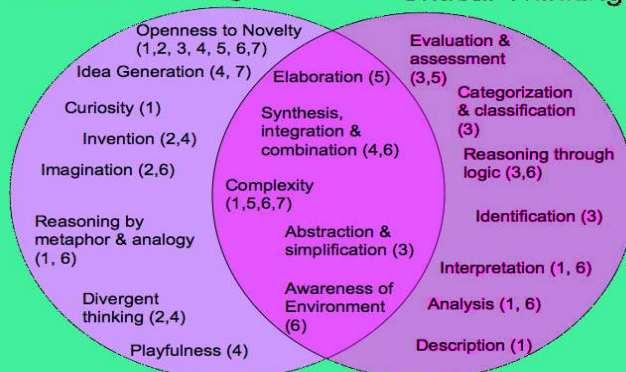 Openness to Novelty
(1,2, 3, 4, 5, 6,7)
Idea Generation (4, 7)
Curiosity (1)
Invention (2,4)
Imagination (2,6)
Reasoning by
metaphor & analogy
(1, 6)
Divergent
thinking (2,4)
Playfulness (4)
Elaboration (5)
Synthesis,
integration &
combination (4,6)
Complexity
(1,5,6,7)
Abstraction &
simplification (3)
Awareness of
Environment
(6)
Evaluation &
assessment
(3,5)
Categorization
& classification
(3)
Reasoning through
logic (3,6)
Identification (3)
Interpretation (1, 6)
Analysis (1, 6)
Description (1)